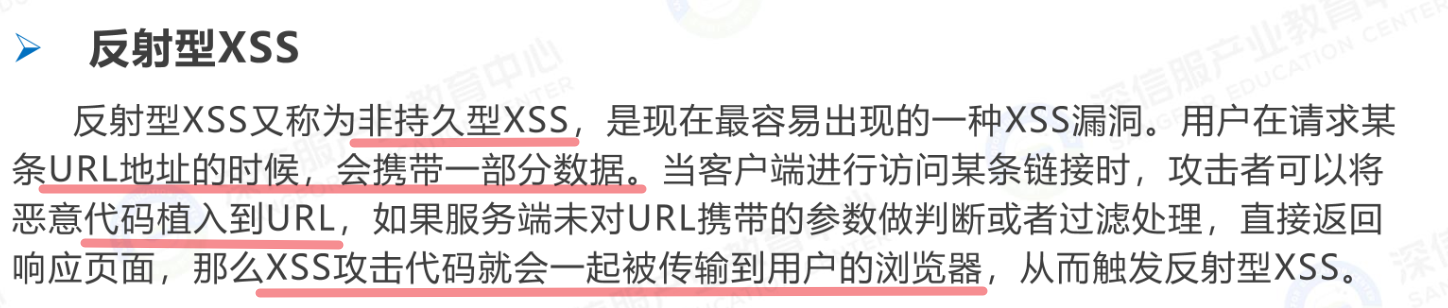 反射型XSS
反射型XSS又称为非持久型XSS，是现在最容易出现的一种XSS漏洞。用户在请求某
条URL地址的时候，会携带一部分数据。当客户端进行访问某条链接时，攻击者可以将
恶意代码植入到URL，如果服务端未对URL携带的参数做判断或者过滤处理，直接返回
响应页面，那么XSS攻击代码就会一起被传输到用户的浏览器，从而触发反射型XSS。